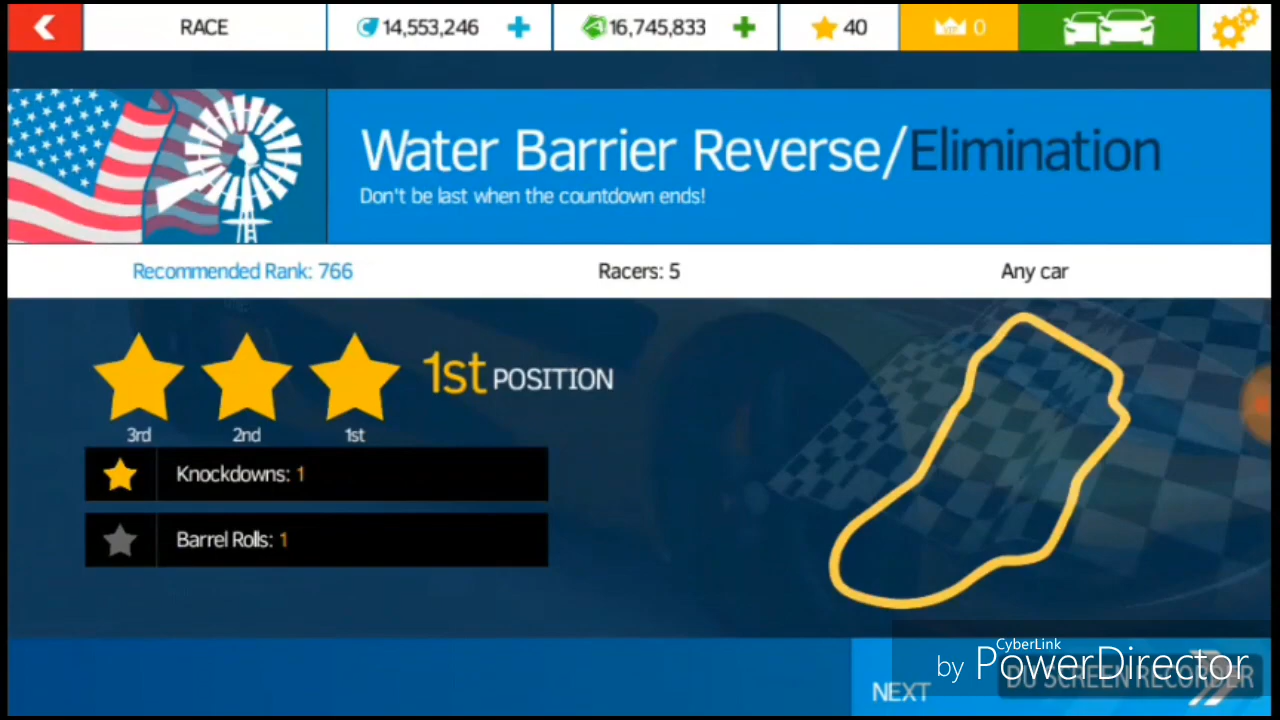 RACE 14,553,246 16,745,833 40 VIP 0
Water Barrier Reverse/Elimination
Don't be last when the countdown ends!
Recommended Rank: 766 Racers: 5 Any car
1st POSITION
3rd 2nd 1st
Knockdowns: 1
Barrel Rolls: 1
CyberLink
by PowerDirector
DU SCREEN RECORDER
NEXT